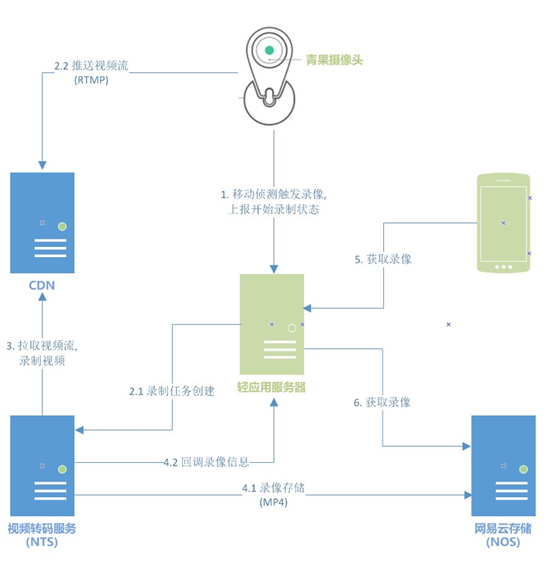 青果摄像头
2.2 推送视频流
(RTMP)
1. 移动侦测触发录像,
上报开始录制状态
CDN
5. 获取录像
3. 拉取视频流,
录制视频
轻应用服务器
2.1 录制任务创建
6. 获取录像
4.2 回调录像信息
4.1 录像存储
(MP4)
视频转码服务
(NTS)
网易云存储
(NOS)